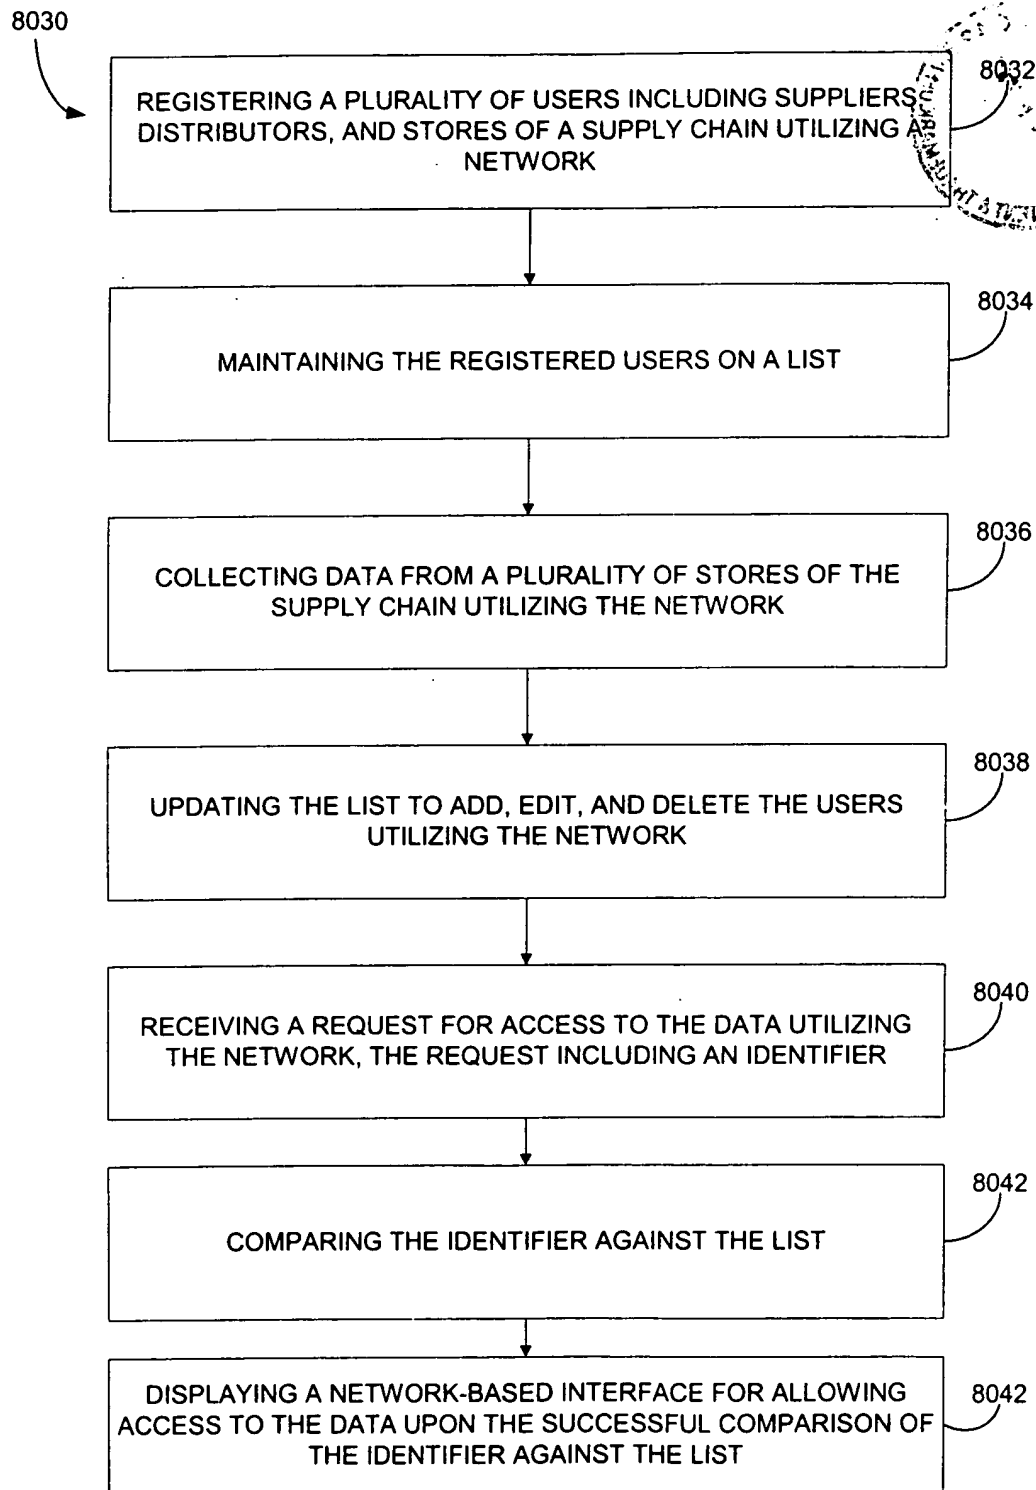 8030
8032
REGISTERING A PLURALITY OF USERS INCLUDING SUPPLIERS
DISTRIBUTORS, AND STORES OF A SUPPLY CHAIN UTILIZING A
NETWORK
8034
MAINTAINING THE REGISTERED USERS ON A LIST
8036
COLLECTING DATA FROM A PLURALITY OF STORES OF THE
SUPPLY CHAIN UTILIZING THE NETWORK
8038
UPDATING THE LIST TO ADD, EDIT, AND DELETE THE USERS
UTILIZING THE NETWORK
8040
RECEIVING A REQUEST FOR ACCESS TO THE DATA UTILIZING
THE NETWORK, THE REQUEST INCLUDING AN IDENTIFIER
8042
COMPARING THE IDENTIFIER AGAINST THE LIST
8042
DISPLAYING A NETWORK-BASED INTERFACE FOR ALLOWING
ACCESS TO THE DATA UPON THE SUCCESSFUL COMPARISON OF
THE IDENTIFIER AGAINST THE LIST